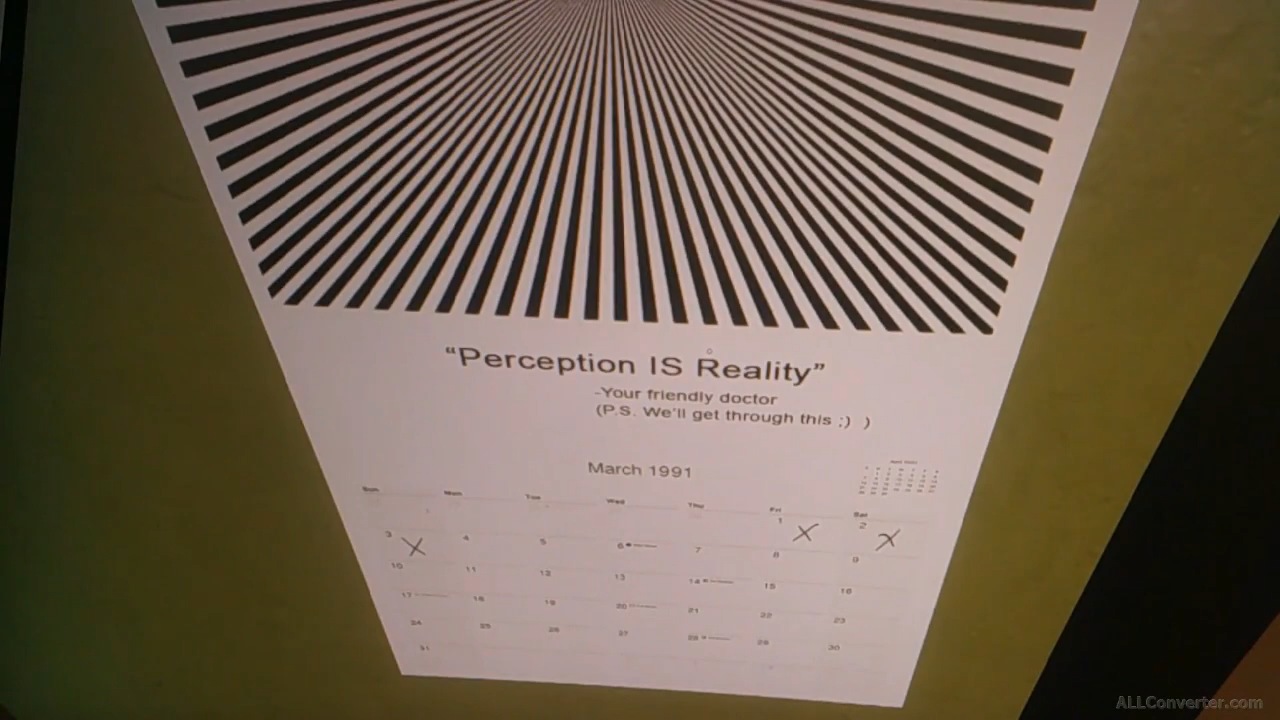 “Perception IS Reality”
-Your friendly doctor
(P.S. We'll get through this ;) )
March 1991
Sun Mon Tue Wed Thu Fri Sat
1 2
3 4 5 6 7 8 9
10 11 12 13 14 15 16
17 18 19 20 21 22 23
24 25 26 27 28 29 30
31
ALLConverter.com